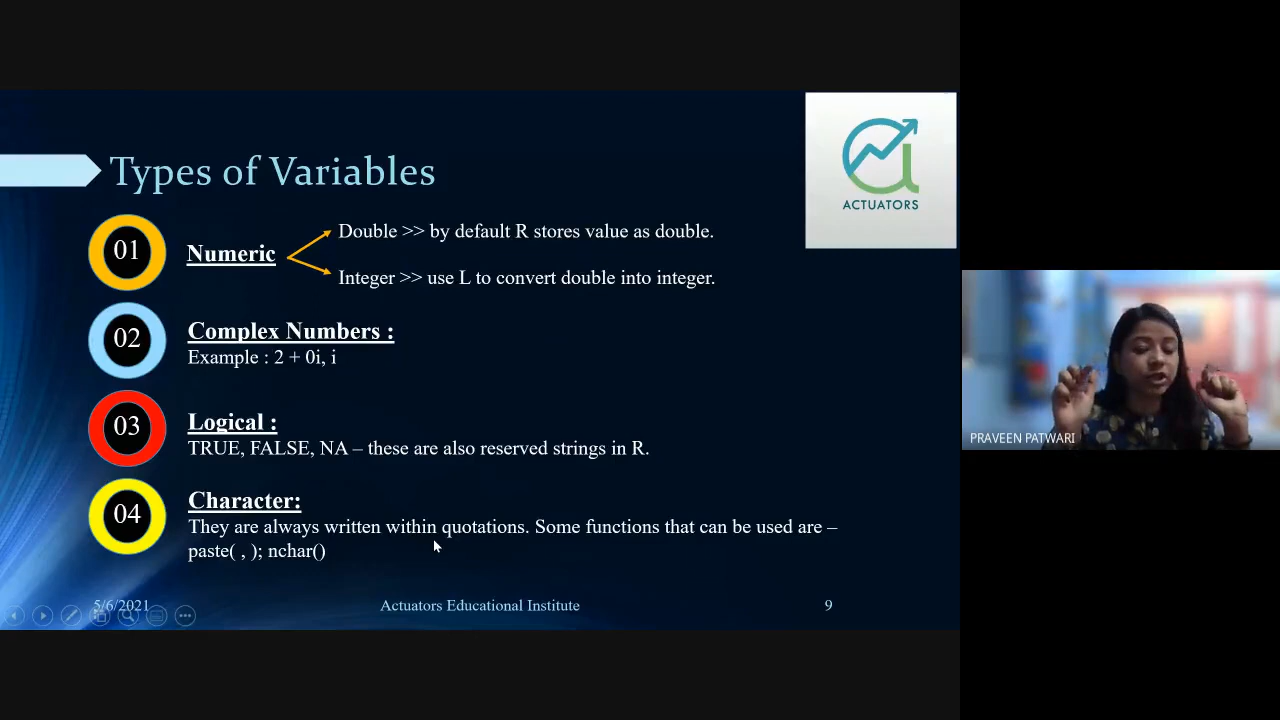 Types of Variables
ACTUATORS
01
Numeric
Double >> by default R stores value as double.
Integer >> use L to convert double into integer.
02
Complex Numbers :
Example : 2 + 0i, i
03
Logical :
TRUE, FALSE, NA – these are also reserved strings in R.
04
Character:
They are always written within quotations. Some functions that can be used are –
paste( , ); nchar()
5/6/2021
Actuators Educational Institute
9
PRAVEEN PATWARI